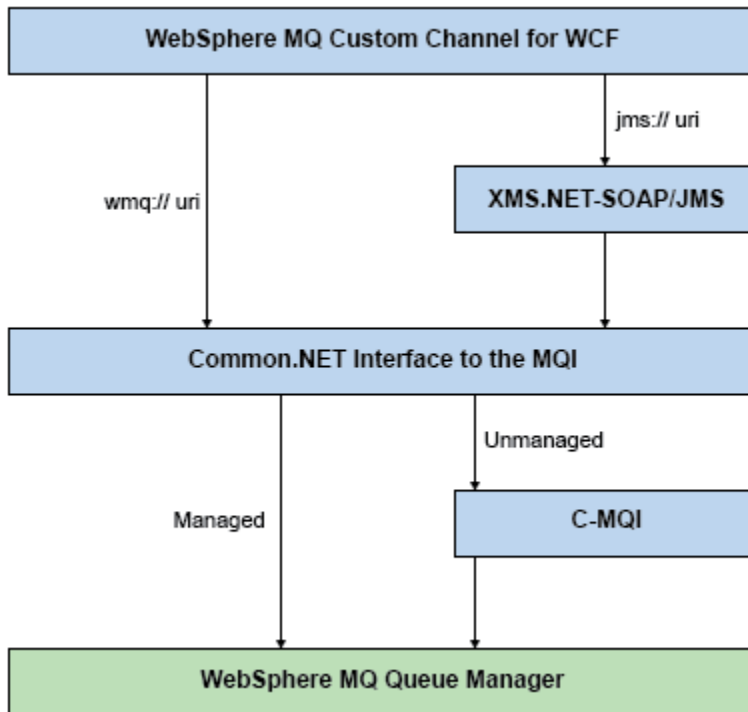 WebSphere MQ Custom Channel for WCF
jms:// uri
wmq:// uri
XMS.NET-SOAP/JMS
Common.NET Interface to the MQI
Unmanaged
Managed
C-MQI
WebSphere MQ Queue Manager